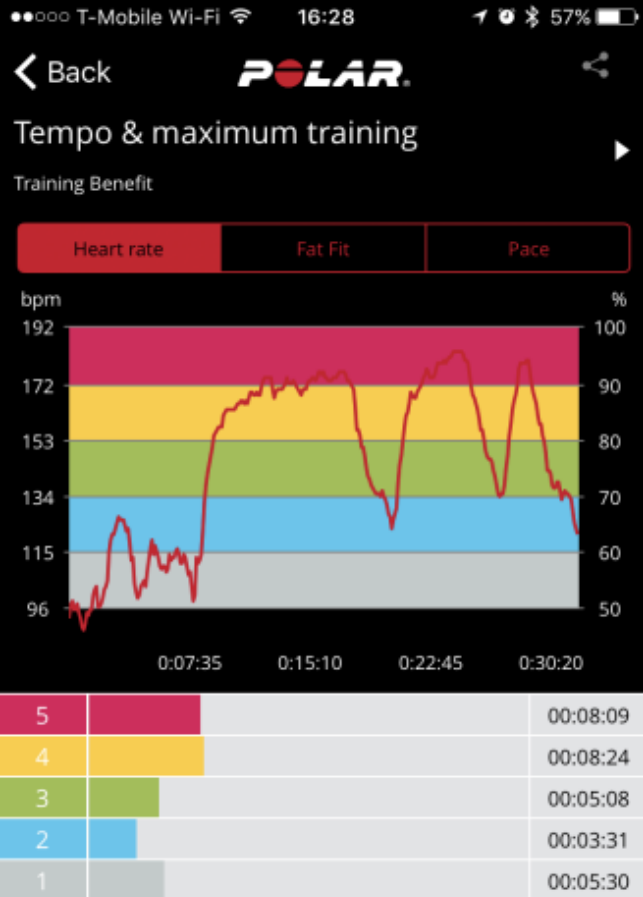 T-Mobile Wi-Fi 16:28 57%
Back POLAR.
Tempo & maximum training
Training Benefit
Heart rate Fat Fit Pace
bpm %
192 100
172 90
153 80
134 70
115 60
96 50
0:07:35 0:15:10 0:22:45 0:30:20
5 00:08:09
4 00:08:24
3 00:05:08
2 00:03:31
1 00:05:30